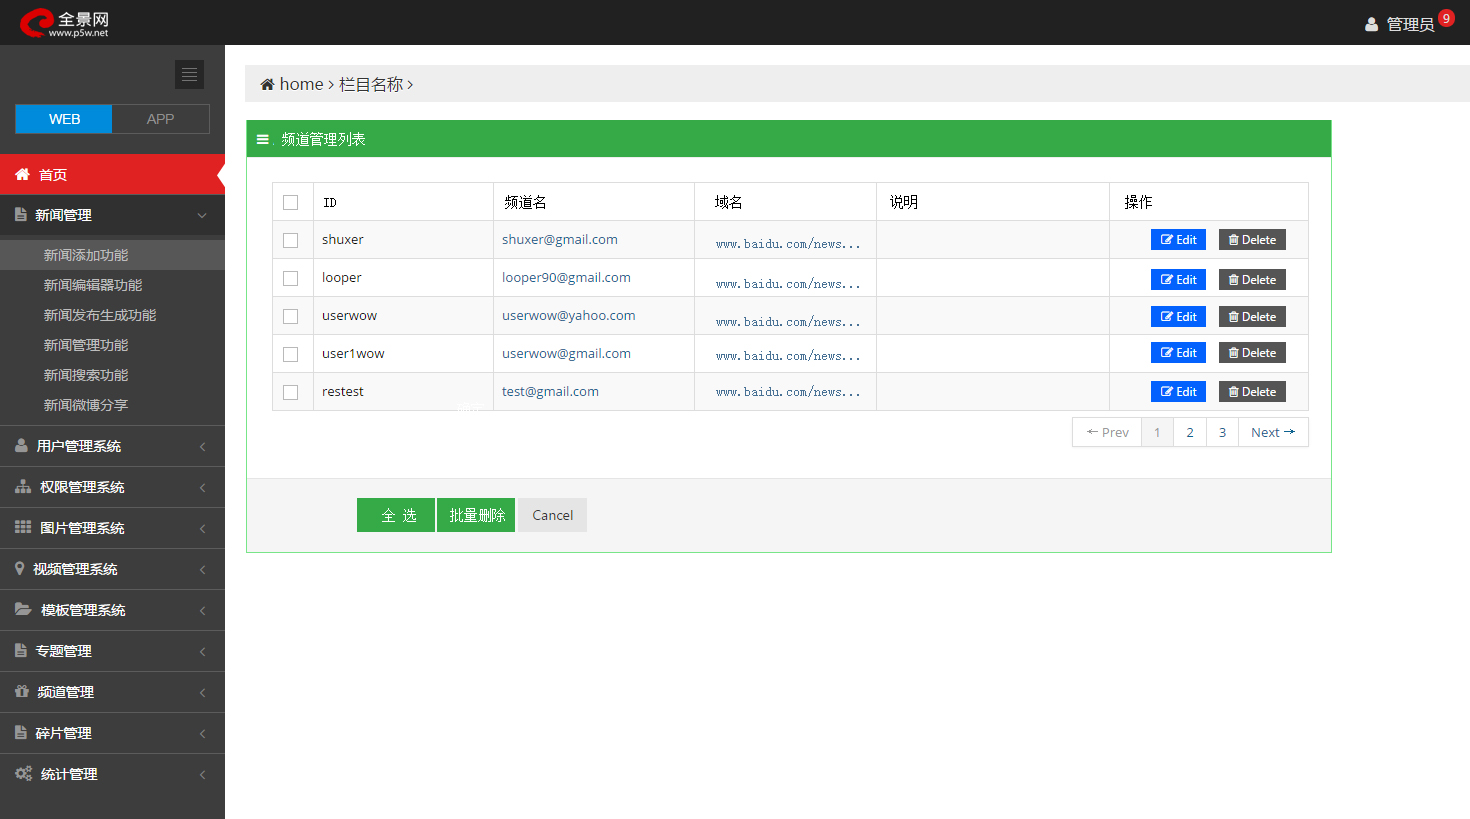 全景网
www.p5w.net
管理员 9
WEB APP
首页
新闻管理
新闻添加功能
新闻编辑器功能
新闻发布生成功能
新闻管理功能
新闻搜索功能
新闻微博分享
用户管理系统
权限管理系统
图片管理系统
视频管理系统
模板管理系统
专题管理
频道管理
碎片管理
统计管理
home > 栏目名称 >
频道管理列表
ID 频道名 域名 说明 操作
shuxer shuxer@gmail.com www.baidu.com/news... Edit Delete
looper looper90@gmail.com www.baidu.com/news... Edit Delete
userwow userwow@yahoo.com www.baidu.com/news... Edit Delete
user1wow userwow@gmail.com www.baidu.com/news... Edit Delete
restest test@gmail.com www.baidu.com/news... Edit Delete
← Prev 1 2 3 Next →
全 选 批量删除 Cancel